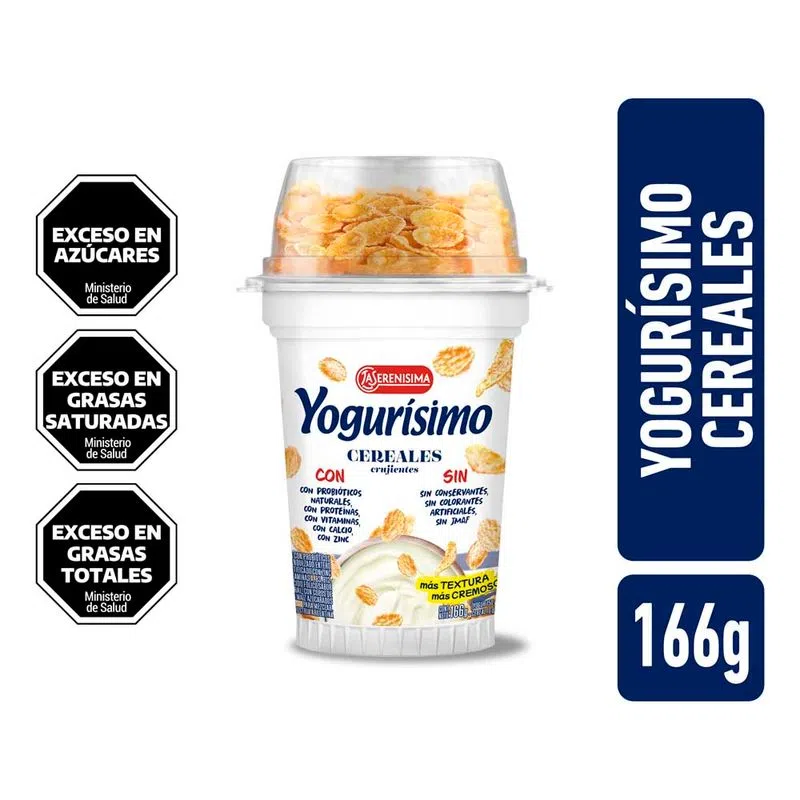 EXCESO EN
AZÚCARES
Ministerio
de Salud
EXCESO EN
GRASAS
SATURADAS
Ministerio
de Salud
EXCESO EN
GRASAS
TOTALES
Ministerio
de Salud
LA SERENISIMA
Yogurísimo
CEREALES
crujientes
CON
CON PROBIÓTICOS
NATURALES,
CON PROTEÍNAS,
CON VITAMINAS,
CON CALCIO,
CON ZINC
SIN
SIN CONSERVANTES,
SIN COLORANTES
ARTIFICIALES,
SIN JMAF
más TEXTURA
más CREMOSO
166g
YOGURÍSIMO
CEREALES
166g